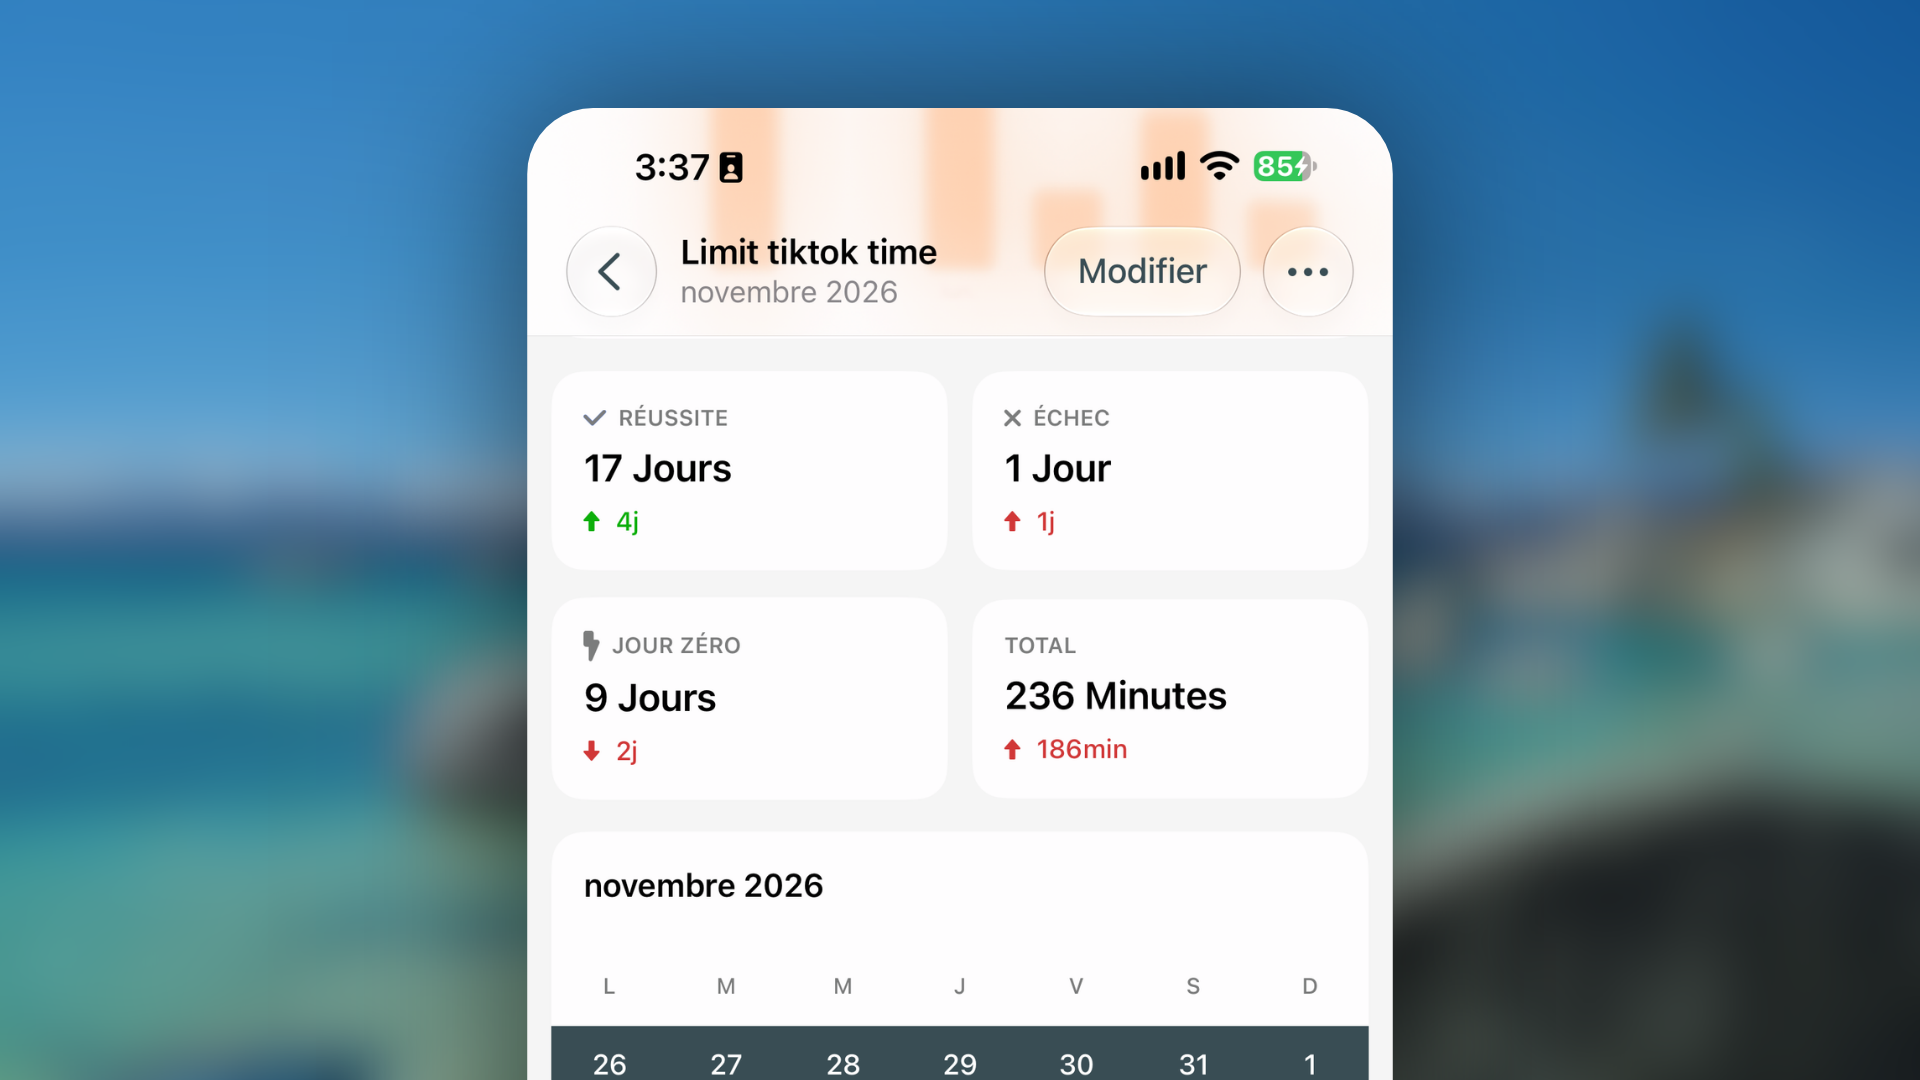 3:37
85
Limit tiktok time
novembre 2026
Modifier
RÉUSSITE
17 Jours
4j
ÉCHEC
1 Jour
1j
JOUR ZÉRO
9 Jours
2j
TOTAL
236 Minutes
186min
novembre 2026
L M M J V S D
26 27 28 29 30 31 1